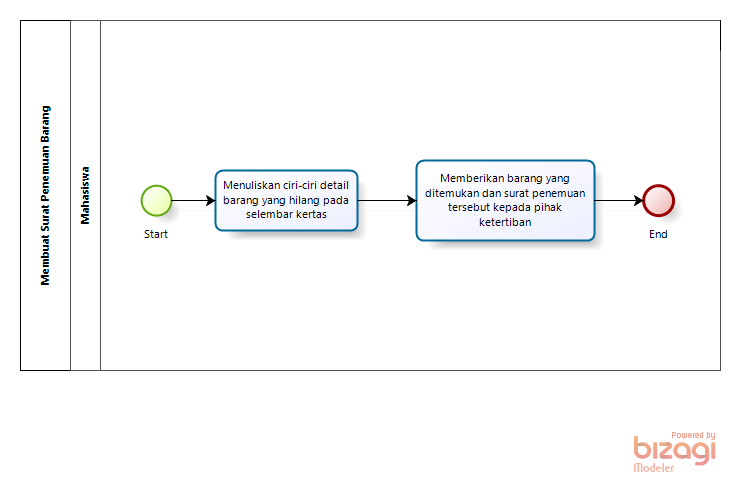 Membuat Surat Penemuan Barang
Mahasiswa
Menuliskan ciri-ciri detail
barang yang hilang pada
selembar kertas
Memberikan barang yang
ditemukan dan surat penemuan
tersebut kepada pihak
ketertiban
Start
End
Powered by
bizagi
Modeler